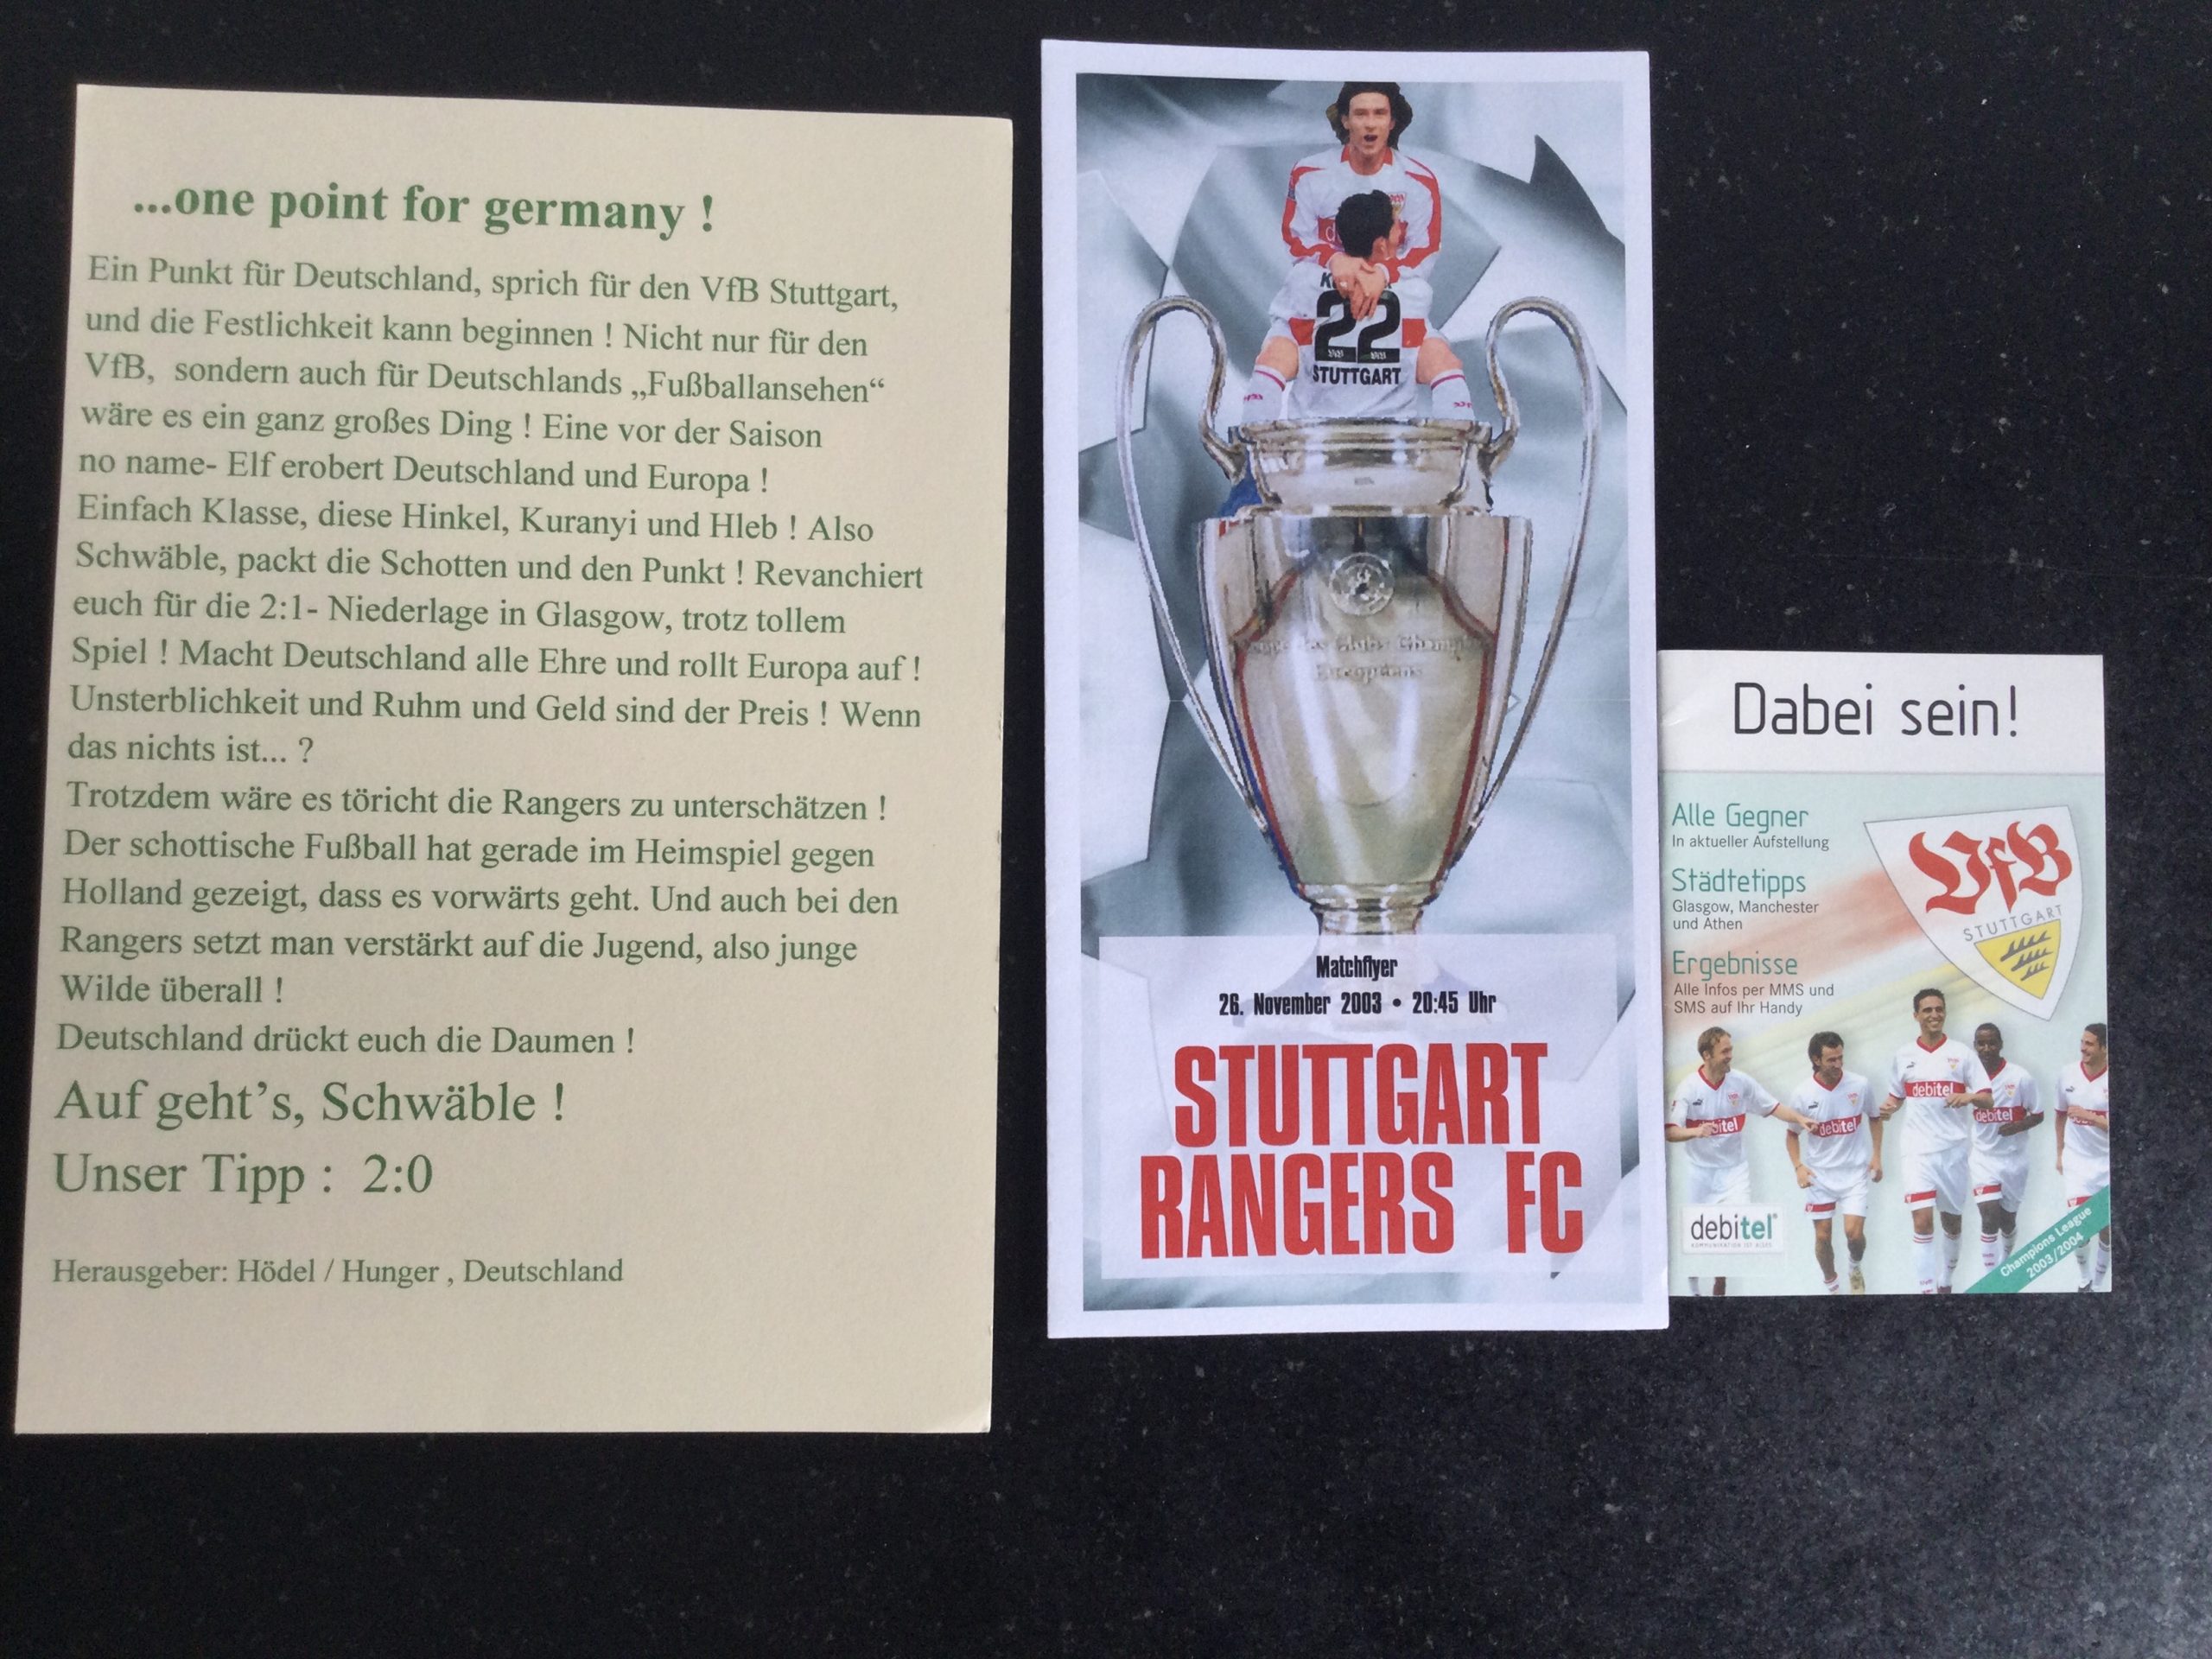 ...one point for germany !
Ein Punkt für Deutschland, sprich für den VfB Stuttgart,
und die Festlichkeit kann beginnen ! Nicht nur für den
VfB,  sondern auch für Deutschlands „Fußballansehen“
wäre es ein ganz großes Ding ! Eine vor der Saison
no name- Elf erobert Deutschland und Europa !
Einfach Klasse, diese Hinkel, Kuranyi und Hleb ! Also
Schwäble, packt die Schotten und den Punkt ! Revanchiert
euch für die 2:1- Niederlage in Glasgow, trotz tollem
Spiel ! Macht Deutschland alle Ehre und rollt Europa auf !
Unsterblichkeit und Ruhm und Geld sind der Preis ! Wenn
das nichts ist... ?
Trotzdem wäre es töricht die Rangers zu unterschätzen !
Der schottische Fußball hat gerade im Heimspiel gegen
Holland gezeigt, dass es vorwärts geht. Und auch bei den
Rangers setzt man verstärkt auf die Jugend, also junge
Wilde überall !
Deutschland drückt euch die Daumen !
Auf geht’s, Schwäble !
Unser Tipp :  2:0
Herausgeber: Hödel / Hunger , Deutschland
22
STUTTGART
Européens
Matchflyer
26. November 2003 • 20:45 Uhr
STUTTGART
RANGERS FC
Dabei sein!
Alle Gegner
In aktueller Aufstellung
Städtetipps
Glasgow, Manchester
und Athen
Ergebnisse
Alle Infos per MMS und
SMS auf Ihr Handy
VfB
STUTTGART
debitel
debitel
debitel
debitel
Champions League
2003/2004